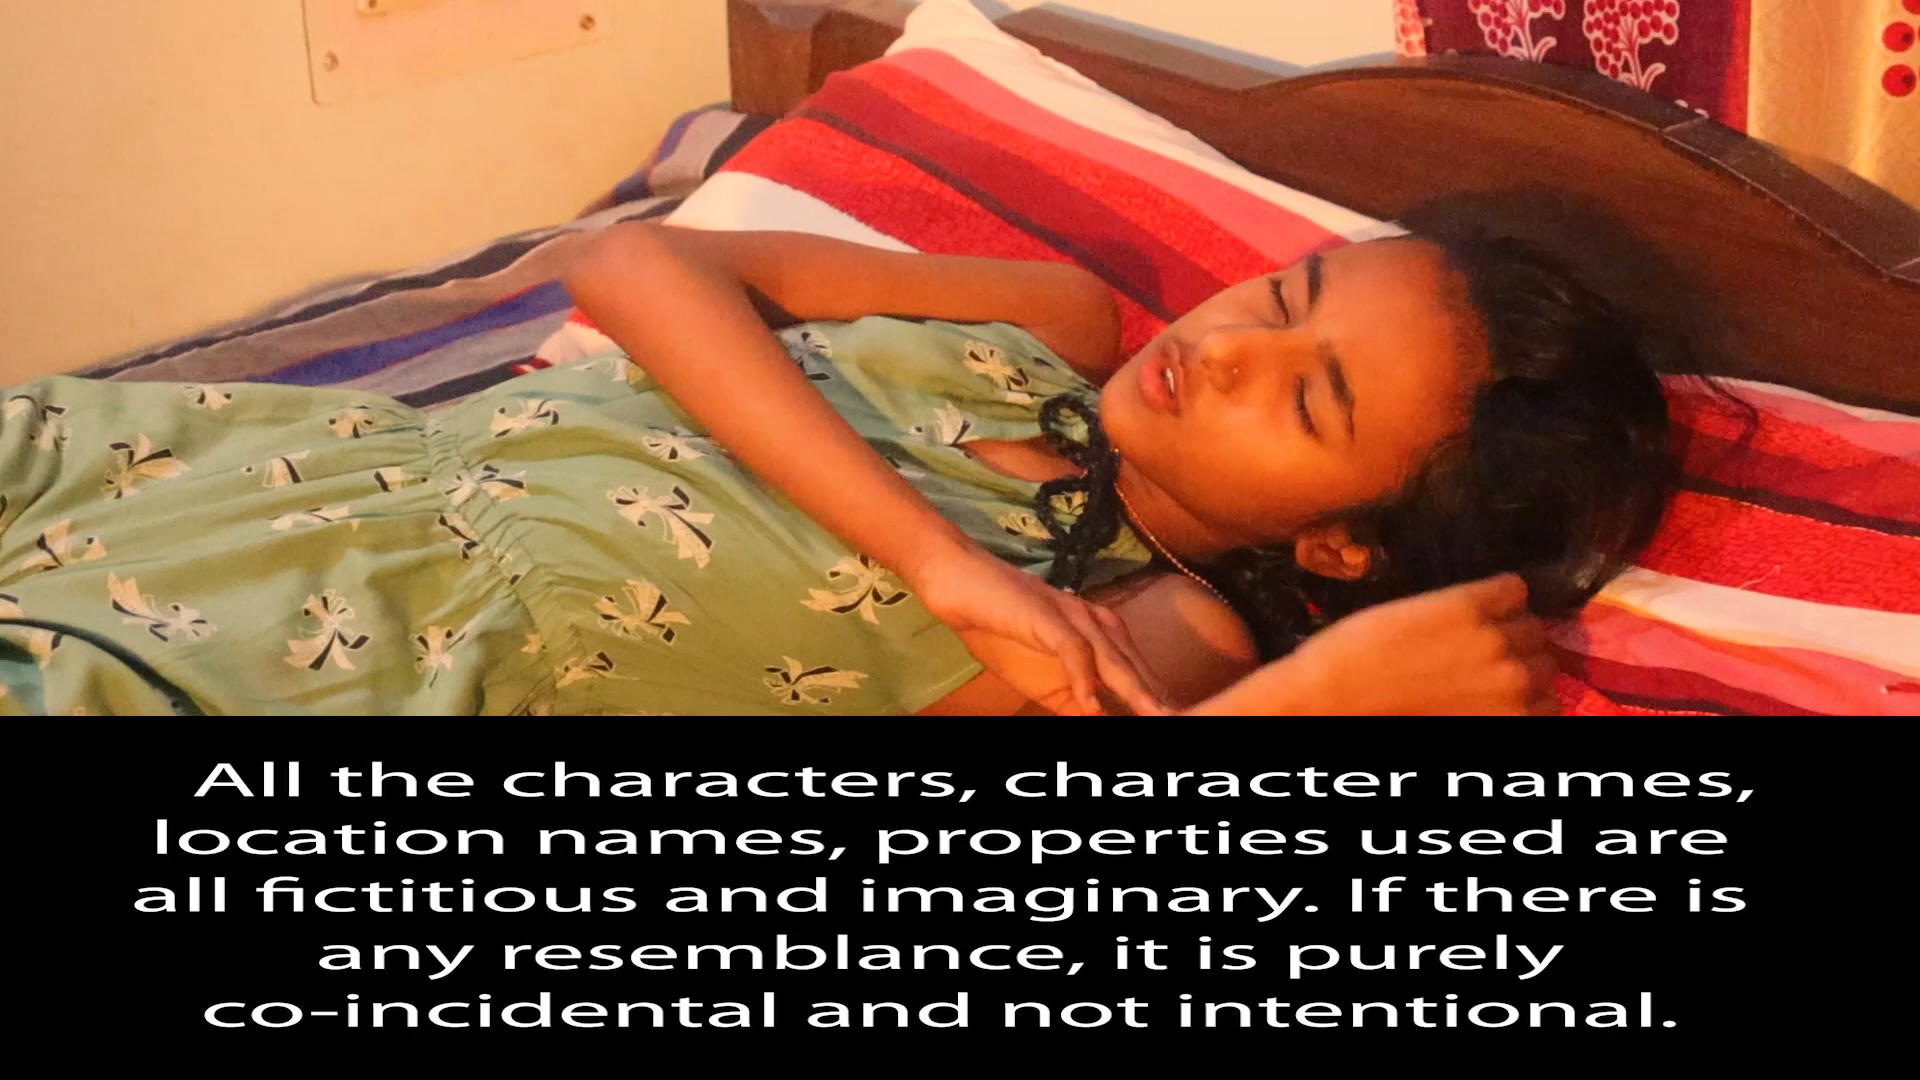 All the characters, character names,
location names, properties used are
all fictitious and imaginary. If there is
any resemblance, it is purely
co-incidental and not intentional.